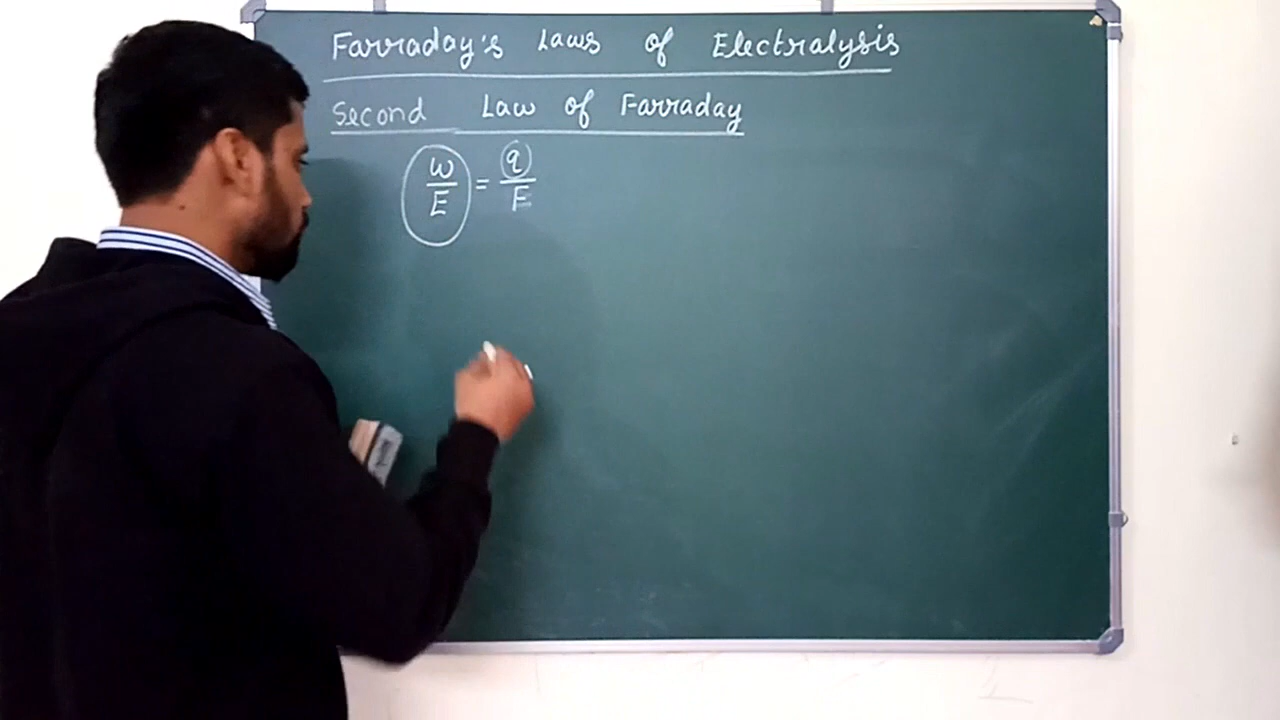 Farraday's Laws of Electralysis
Second Law of Farraday
w/E = q/F